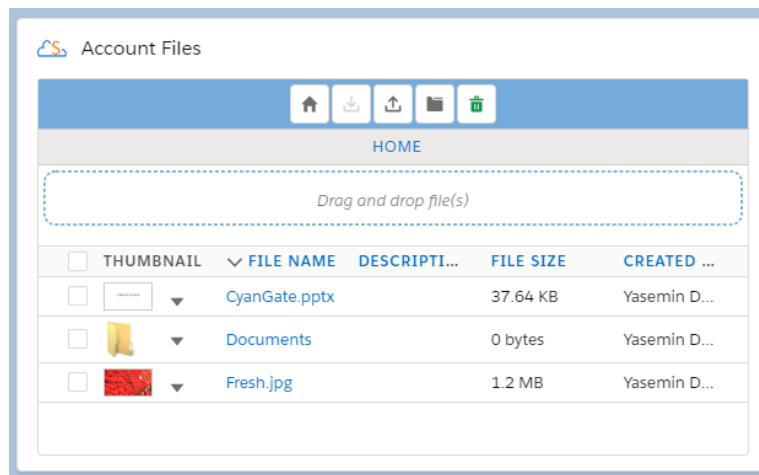 Account Files
HOME
Drag and drop file(s)
THUMBNAIL FILE NAME DESCRIPTI... FILE SIZE CREATED ...
CyanGate.pptx 37.64 KB Yasemin D...
Documents 0 bytes Yasemin D...
Fresh.jpg 1.2 MB Yasemin D...